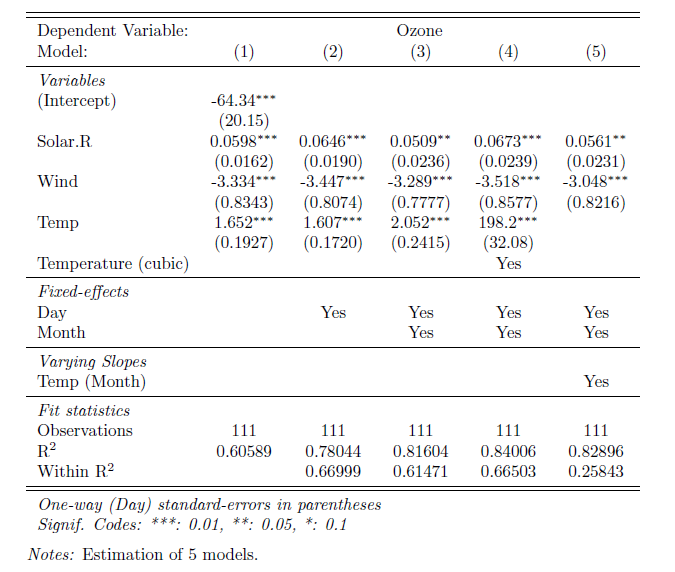 Dependent Variable: Ozone
Model: (1) (2) (3) (4) (5)
Variables
(Intercept) -64.34***
(20.15)
Solar.R 0.0598*** 0.0646*** 0.0509** 0.0673*** 0.0561**
(0.0162) (0.0190) (0.0236) (0.0239) (0.0231)
Wind -3.334*** -3.447*** -3.289*** -3.518*** -3.048***
(0.8343) (0.8074) (0.7777) (0.8577) (0.8216)
Temp 1.652*** 1.607*** 2.052*** 198.2***
(0.1927) (0.1720) (0.2415) (32.08)
Temperature (cubic) Yes
Fixed-effects
Day Yes Yes Yes Yes
Month Yes Yes Yes
Varying Slopes
Temp (Month) Yes
Fit statistics
Observations 111 111 111 111 111
R² 0.60589 0.78044 0.81604 0.84006 0.82896
Within R² 0.66999 0.61471 0.66503 0.25843
One-way (Day) standard-errors in parentheses
Signif. Codes: ***: 0.01, **: 0.05, *: 0.1
Notes: Estimation of 5 models.